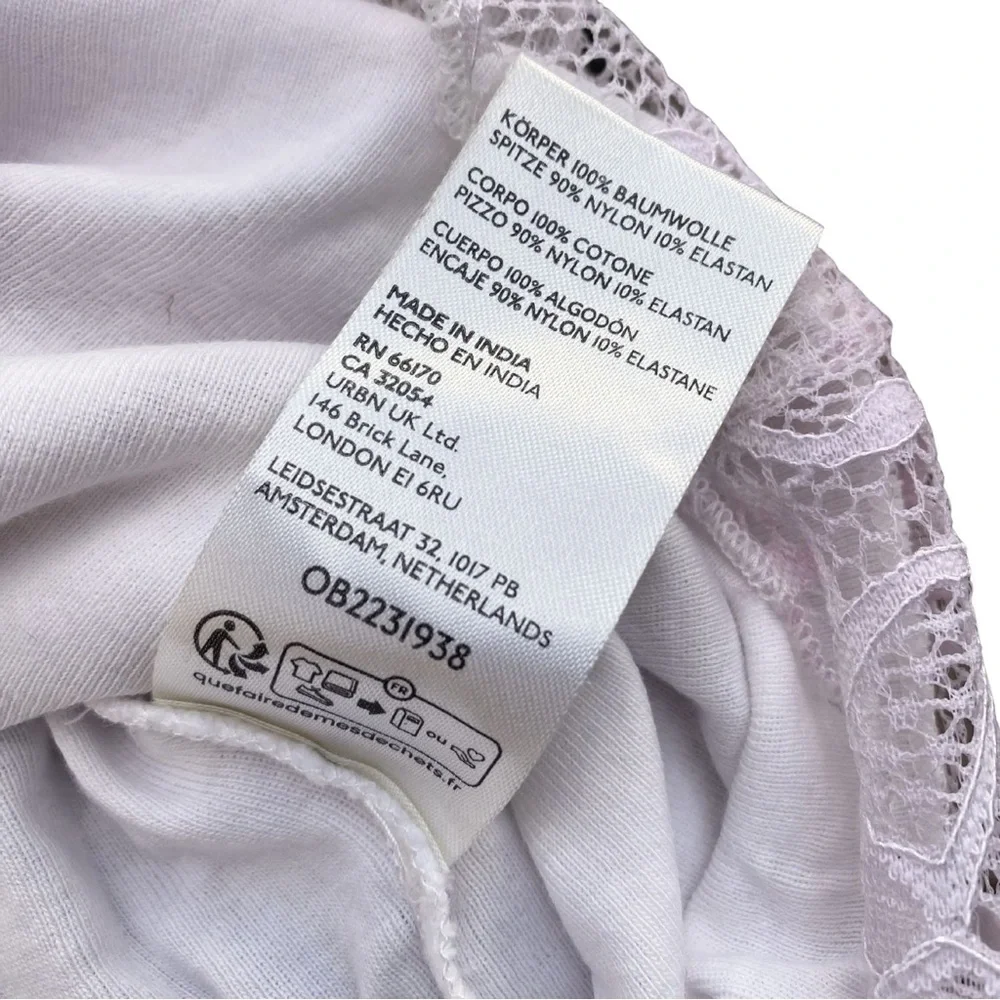 KÖRPER 100% BAUMWOLLE
SPITZE 90% NYLON 10% ELASTAN
CORPO 100% COTONE
PIZZO 90% NYLON 10% ELASTAN
CUERPO 100% ALGODÓN
ENCAJE 90% NYLON 10% ELASTANE
MADE IN INDIA
HECHO EN INDIA
RN 66170
CA 32054
URBN UK Ltd.
146 Brick Lane,
LONDON E1 6RU
LEIDSESTRAAT 32, 1017 PB
AMSTERDAM, NETHERLANDS
OB2231938
FR
ou
quefairedemesdechets.fr